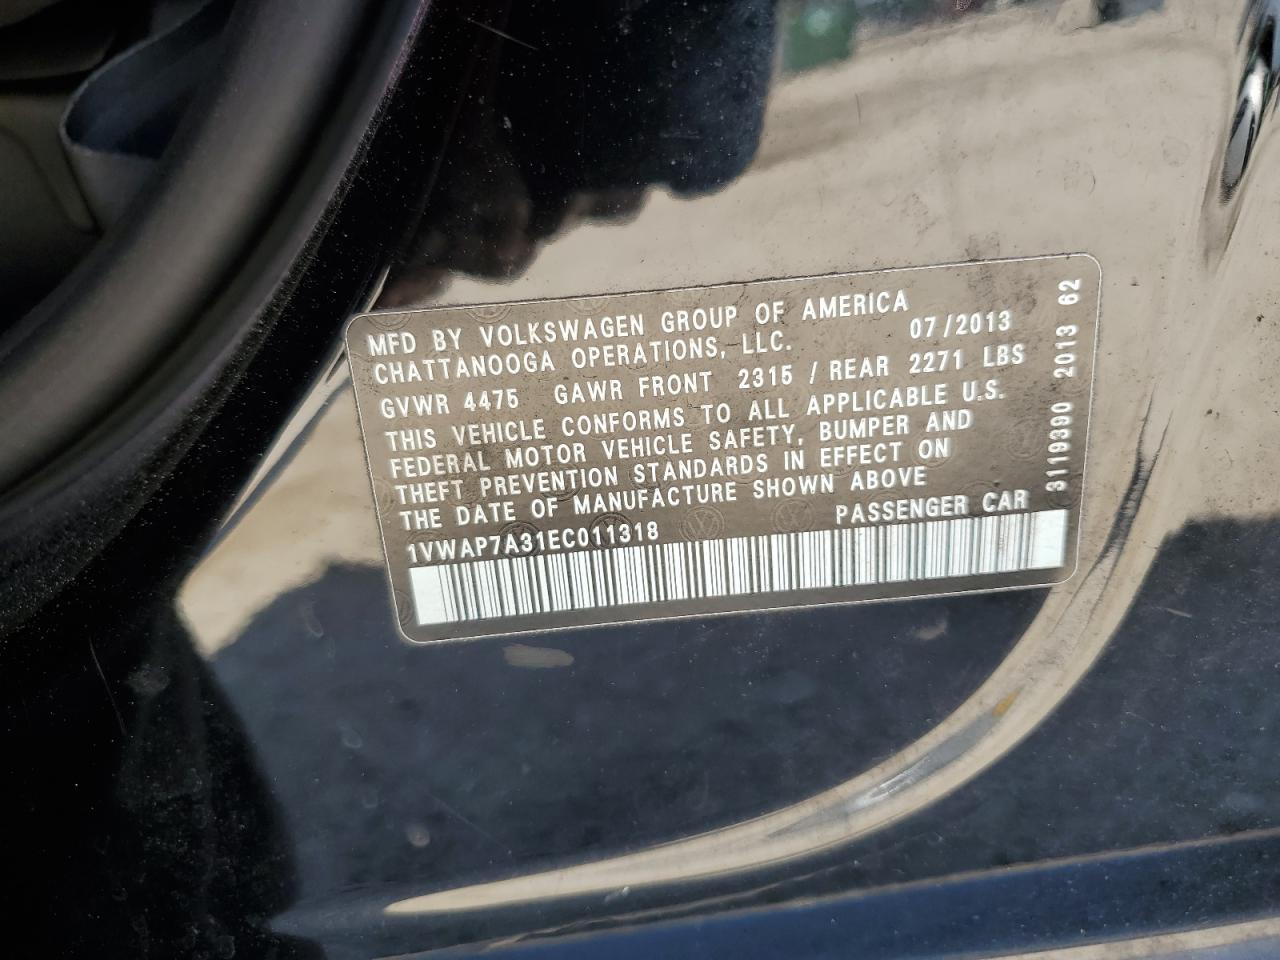 MFD BY VOLKSWAGEN GROUP OF AMERICA
CHATTANOOGA OPERATIONS, LLC. 07/2013
GVWR 4475 GAWR FRONT 2315 / REAR 2271 LBS
THIS VEHICLE CONFORMS TO ALL APPLICABLE U.S.
FEDERAL MOTOR VEHICLE SAFETY, BUMPER AND
THEFT PREVENTION STANDARDS IN EFFECT ON
THE DATE OF MANUFACTURE SHOWN ABOVE
1VWAP7A31EC011318 PASSENGER CAR
3119390 2013 62